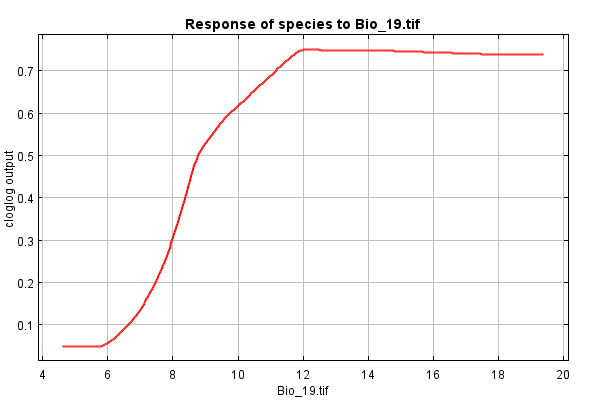 Response of species to Bio_19.tif
cloglog output
0.7
0.6
0.5
0.4
0.3
0.2
0.1
4 6 8 10 12 14 16 18 20
Bio_19.tif